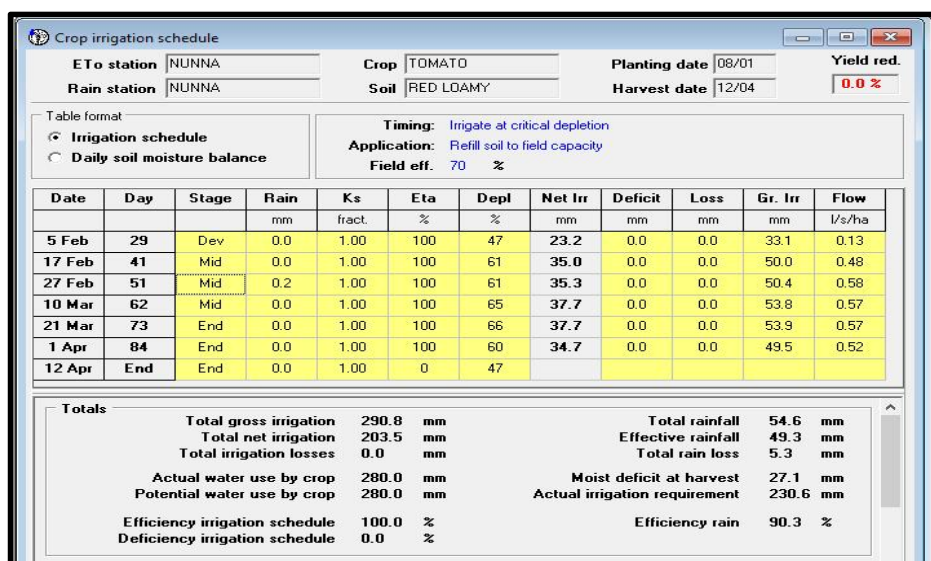 Crop irrigation schedule
ETo station NUNNA Crop TOMATO Planting date 08/01 Yield red.
Rain station NUNNA Soil RED LOAMY Harvest date 12/04 0.0 %
Table format
Irrigation schedule
Daily soil moisture balance
Timing: Irrigate at critical depletion
Application: Refill soil to field capacity
Field eff. 70 %
Date Day Stage Rain Ks Eta Depl Net Irr Deficit Loss Gr. Irr Flow
mm fract. % % mm mm mm mm l/s/ha
5 Feb 29 Dev 0.0 1.00 100 47 23.2 0.0 0.0 33.1 0.13
17 Feb 41 Mid 0.0 1.00 100 61 35.0 0.0 0.0 50.0 0.48
27 Feb 51 Mid 0.2 1.00 100 61 35.3 0.0 0.0 50.4 0.58
10 Mar 62 Mid 0.0 1.00 100 65 37.7 0.0 0.0 53.8 0.57
21 Mar 73 End 0.0 1.00 100 66 37.7 0.0 0.0 53.9 0.57
1 Apr 84 End 0.0 1.00 100 60 34.7 0.0 0.0 49.5 0.52
12 Apr End End 0.0 1.00 0 47
Totals
Total gross irrigation 290.8 mm Total rainfall 54.6 mm
Total net irrigation 203.5 mm Effective rainfall 49.3 mm
Total irrigation losses 0.0 mm Total rain loss 5.3 mm
Actual water use by crop 280.0 mm Moist deficit at harvest 27.1 mm
Potential water use by crop 280.0 mm Actual irrigation requirement 230.6 mm
Efficiency irrigation schedule 100.0 % Efficiency rain 90.3 %
Deficiency irrigation schedule 0.0 %